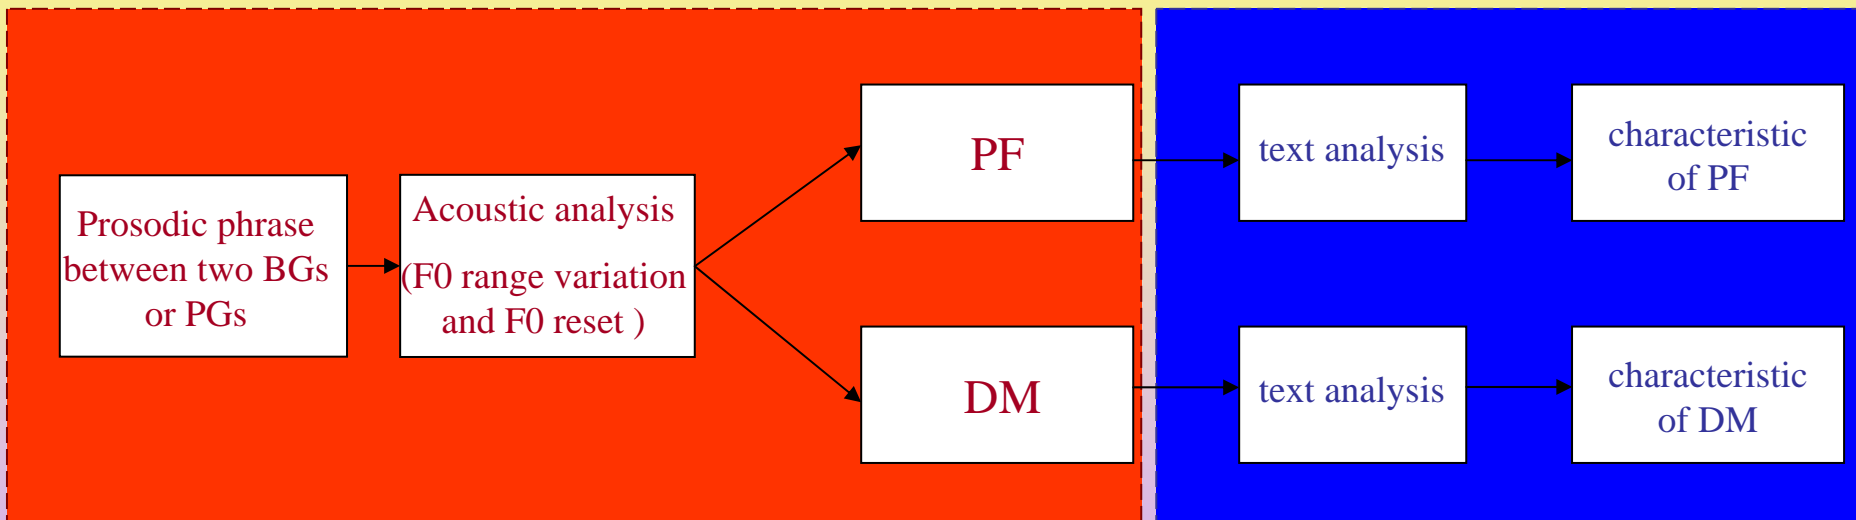 Prosodic phrase
between two BGs
or PGs
Acoustic analysis
(F0 range variation
and F0 reset )
PF
text analysis
characteristic
of PF
DM
text analysis
characteristic
of DM